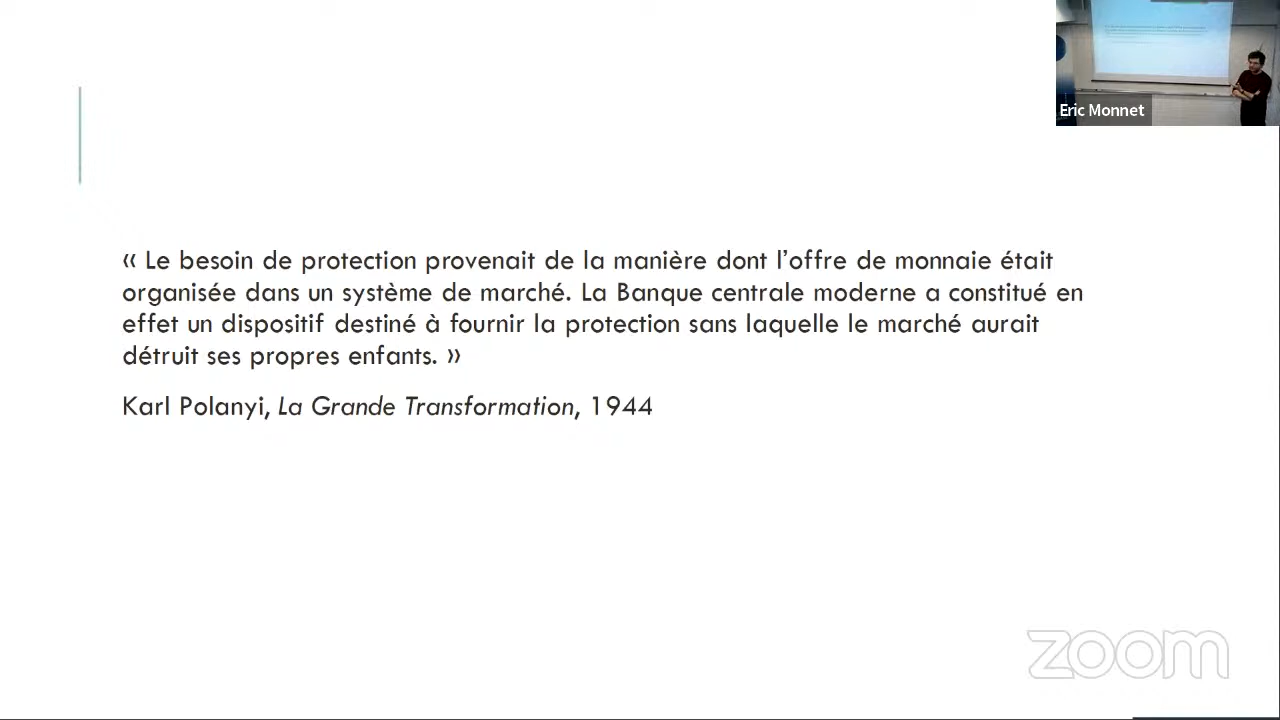 Eric Monnet
« Le besoin de protection provenait de la manière dont l’offre de monnaie était
organisée dans un système de marché. La Banque centrale moderne a constitué en
effet un dispositif destiné à fournir la protection sans laquelle le marché aurait
détruit ses propres enfants. »
Karl Polanyi, La Grande Transformation, 1944
zoom